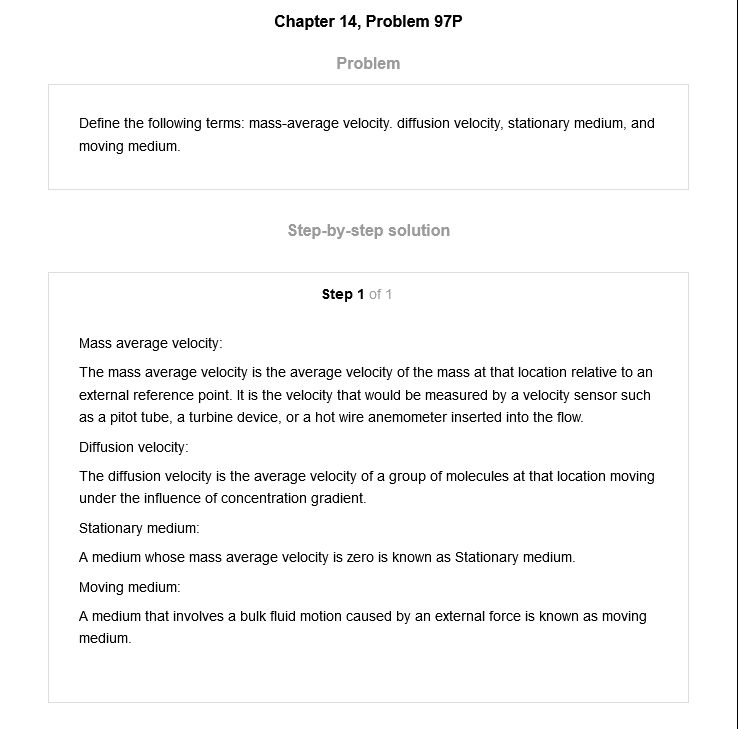 Chapter 14, Problem 97P
Problem
Define the following terms: mass-average velocity. diffusion velocity, stationary medium, and
moving medium.
Step-by-step solution
Step 1 of 1
Mass average velocity:
The mass average velocity is the average velocity of the mass at that location relative to an
external reference point. It is the velocity that would be measured by a velocity sensor such
as a pitot tube, a turbine device, or a hot wire anemometer inserted into the flow.
Diffusion velocity:
The diffusion velocity is the average velocity of a group of molecules at that location moving
under the influence of concentration gradient.
Stationary medium:
A medium whose mass average velocity is zero is known as Stationary medium.
Moving medium:
A medium that involves a bulk fluid motion caused by an external force is known as moving
medium.